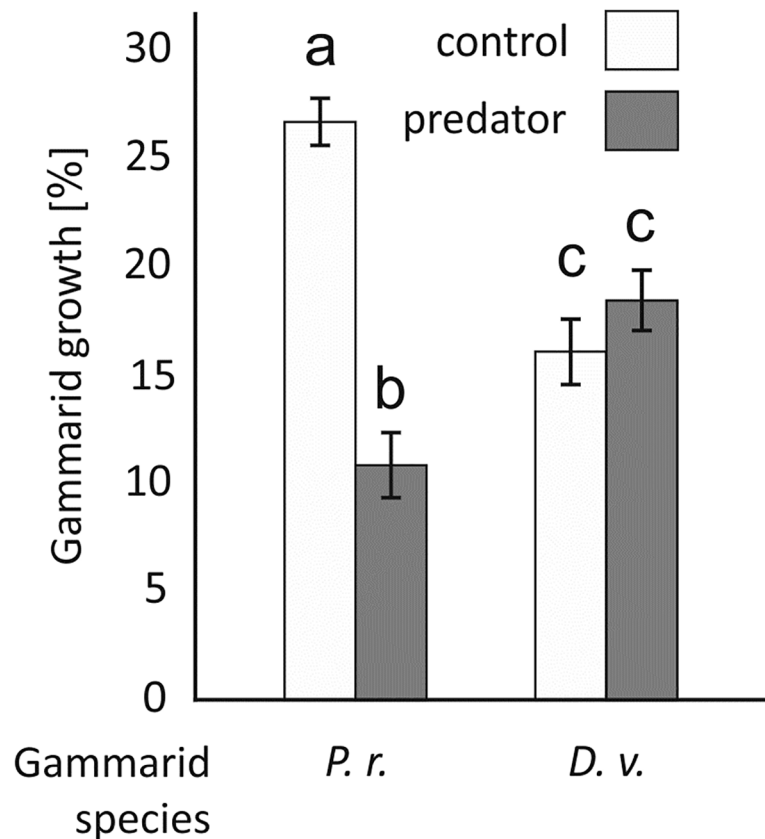 30
25
20
15
10
5
0
Gammarid growth [%]
control
predator
a
b
c
c
P. r.
D. v.
Gammarid
species